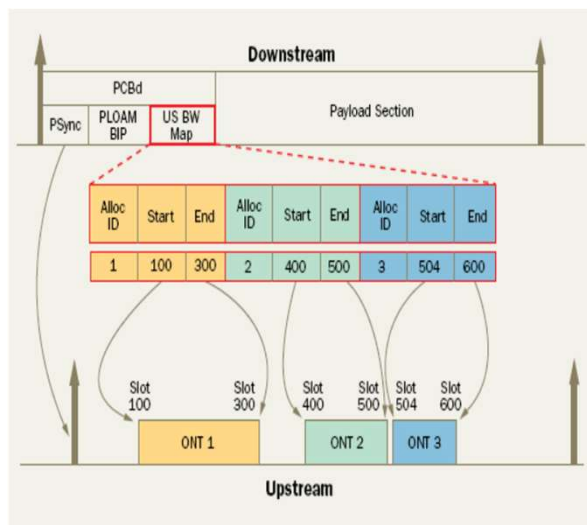 Downstream
PCBd
Payload Section
PSync
PLOAM BIP
US BW Map
Alloc ID Start End Alloc ID Start End Alloc ID Start End
1 100 300 2 400 500 3 504 600
Slot 100
Slot 300
Slot 400
Slot 500
Slot 504
Slot 600
ONT 1
ONT 2
ONT 3
Upstream